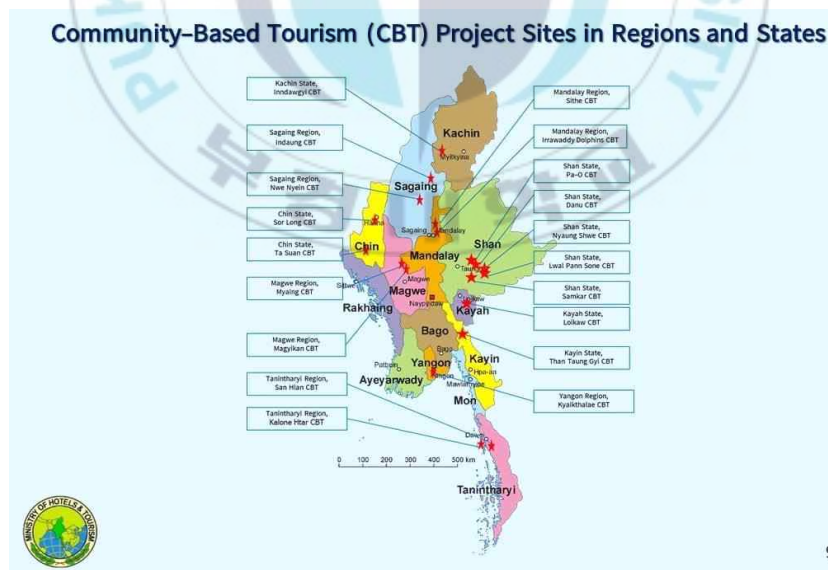 Community–Based Tourism (CBT) Project Sites in Regions and States
Kachin State,
Inndawgyi CBT
Sagaing Region,
Indaung CBT
Sagaing Region,
Nwe Nyein CBT
Chin State,
Sor Long CBT
Chin State,
Ta Suan CBT
Magwe Region,
Myaing CBT
Magwe Region,
Magyikan CBT
Tanintharyi Region,
San Hlan CBT
Tanintharyi Region,
Kalone Htar CBT
Mandalay Region,
Sithe CBT
Mandalay Region,
Irrawaddy Dolphins CBT
Shan State,
Pa-O CBT
Shan State,
Danu CBT
Shan State,
Nyaung Shwe CBT
Shan State,
Lwal Pann Sone CBT
Shan State,
Samkar CBT
Kayah State,
Loikaw CBT
Kayin State,
Than Taung Gyi CBT
Yangon Region,
Kyaikthalae CBT
Kachin
Myitkyina
Sagaing
Sagaing
Mandalay
Shan
Chin
Mandalay
Magwe
Magwe
Sittwe
Rakhaing
Naypyidaw
Kayah
Bago
Bago
Kayin
Hpa-an
Pathein
Yangon
Ayeyarwady
Mon
Tanintharyi
0 100 200 300 400 500 km
MINISTRY OF HOTELS & TOURISM